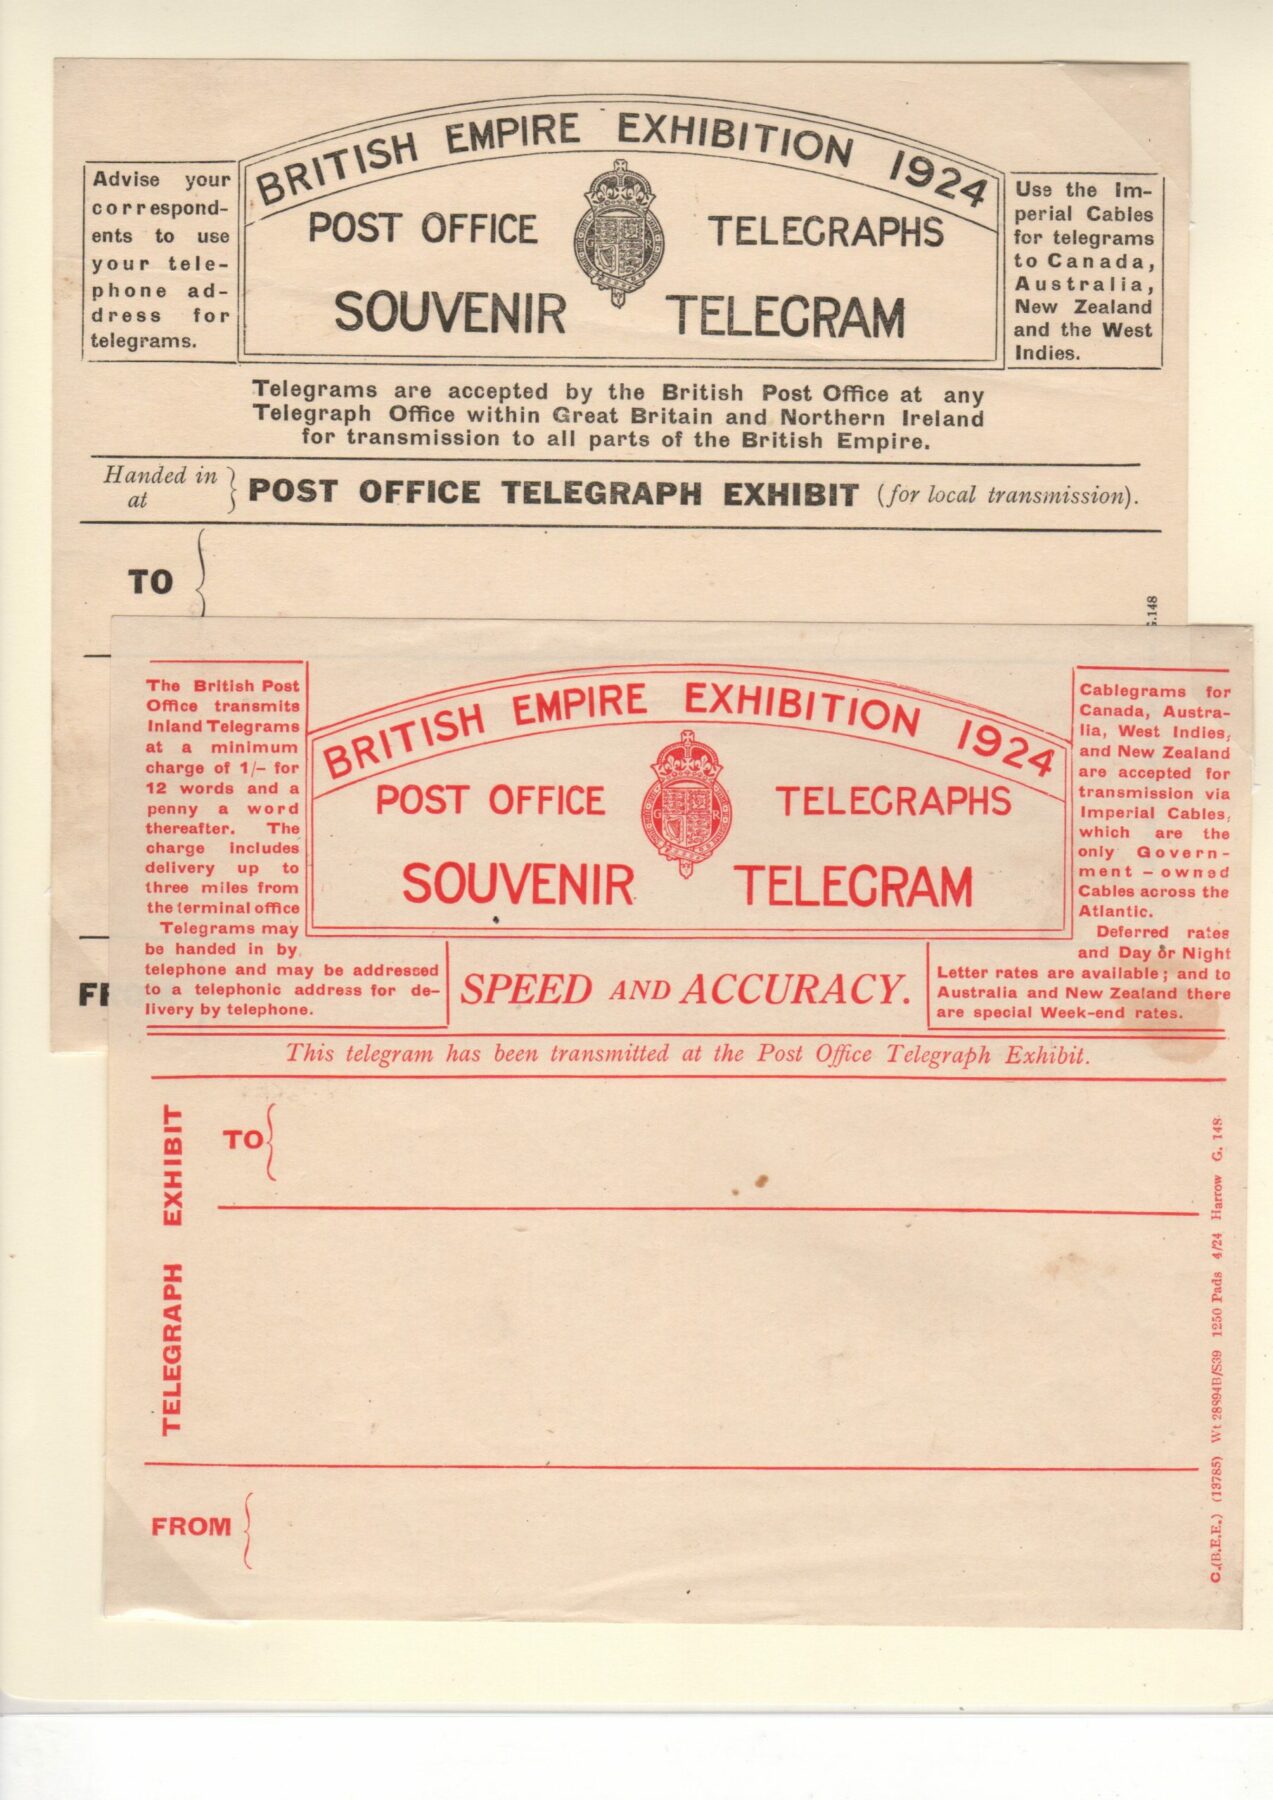 BRITISH EMPIRE EXHIBITION 1924
POST OFFICE TELEGRAPHS
SOUVENIR TELEGRAM
G R
Advise your
correspond-
ents to use
your tele-
phone ad-
dress for
telegrams.
Use the Im-
perial Cables
for telegrams
to Canada,
Australia,
New Zealand
and the West
Indies.
Telegrams are accepted by the British Post Office at any
Telegraph Office within Great Britain and Northern Ireland
for transmission to all parts of the British Empire.
Handed in
at
POST OFFICE TELEGRAPH EXHIBIT (for local transmission).
TO
G.148
The British Post
Office transmits
Inland Telegrams
at a minimum
charge of 1/- for
12 words and a
penny a word
thereafter. The
charge includes
delivery up to
three miles from
the terminal office
Telegrams may
be handed in by
telephone and may be addressed
to a telephonic address for de-
livery by telephone.
BRITISH EMPIRE EXHIBITION 1924
POST OFFICE TELEGRAPHS
SOUVENIR TELEGRAM
G R
SPEED AND ACCURACY.
Cablegrams for
Canada, Austra-
lia, West Indies,
and New Zealand
are accepted for
transmission via
Imperial Cables,
which are the
only Govern-
ment-owned
Cables across the
Atlantic.
Deferred rates
and Day or Night
Letter rates are available; and to
Australia and New Zealand there
are special Week-end rates.
This telegram has been transmitted at the Post Office Telegraph Exhibit.
TELEGRAPH EXHIBIT
TO
FROM
C.(B.E.E.) (13785) Wt 28894B/S39 1250 Pads 4/24 Harrow G. 148